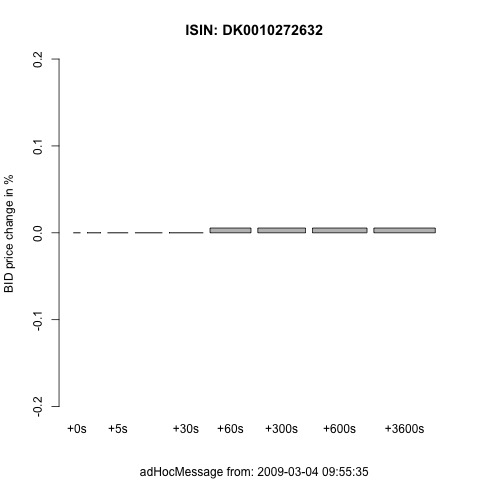 ISIN: DK0010272632
BID price change in %
0.2
0.1
0.0
-0.1
-0.2
+0s +5s +30s +60s +300s +600s +3600s
adHocMessage from: 2009-03-04 09:55:35